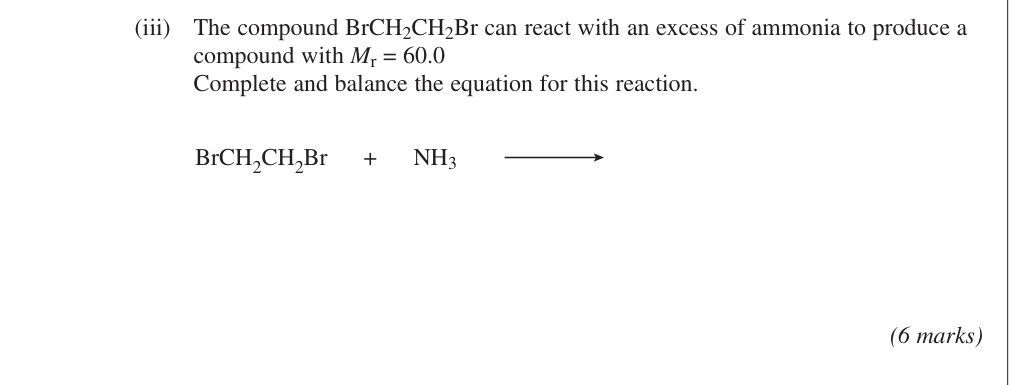 (iii) The compound BrCH₂CH₂Br can react with an excess of ammonia to produce a
compound with Mᵣ = 60.0
Complete and balance the equation for this reaction.
BrCH₂CH₂Br + NH₃ ⟶
(6 marks)